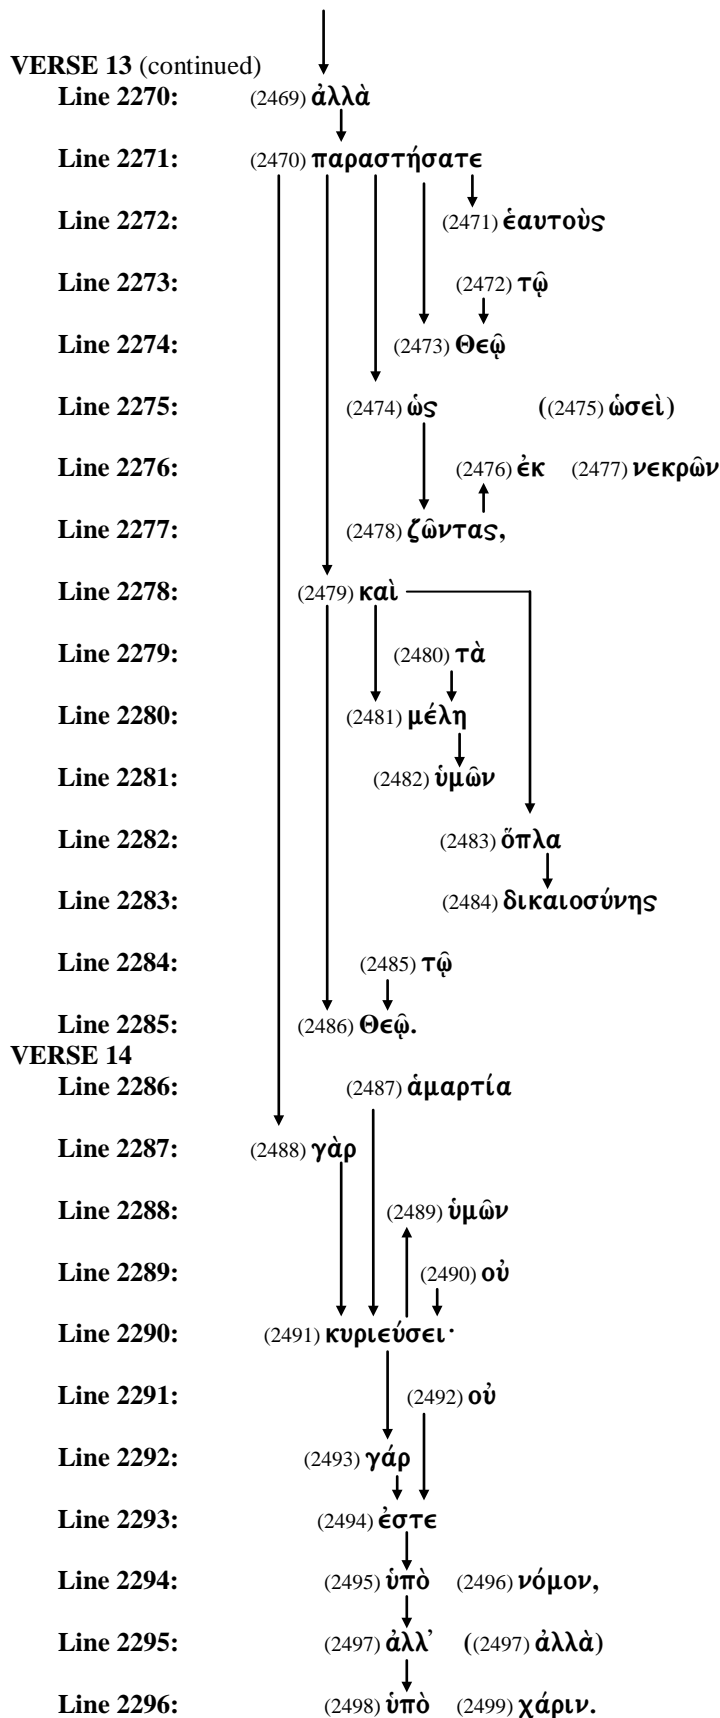 VERSE 13 (continued)
Line 2270: (2469) ἀλλὰ
Line 2271: (2470) παραστήσατε
Line 2272: (2471) ἑαυτοὺς
Line 2273: (2472) τῷ
Line 2274: (2473) Θεῷ
Line 2275: (2474) ὡς ((2475) ὡσεὶ)
Line 2276: (2476) ἐκ (2477) νεκρῶν
Line 2277: (2478) ζῶντας,
Line 2278: (2479) καὶ
Line 2279: (2480) τὰ
Line 2280: (2481) μέλη
Line 2281: (2482) ὑμῶν
Line 2282: (2483) ὅπλα
Line 2283: (2484) δικαιοσύνης
Line 2284: (2485) τῷ
Line 2285: (2486) Θεῷ.
VERSE 14
Line 2286: (2487) ἁμαρτία
Line 2287: (2488) γὰρ
Line 2288: (2489) ὑμῶν
Line 2289: (2490) οὐ
Line 2290: (2491) κυριεύσει·
Line 2291: (2492) οὐ
Line 2292: (2493) γάρ
Line 2293: (2494) ἐστε
Line 2294: (2495) ὑπὸ (2496) νόμον,
Line 2295: (2497) ἀλλ’ ((2497) ἀλλὰ)
Line 2296: (2498) ὑπὸ (2499) χάριν.